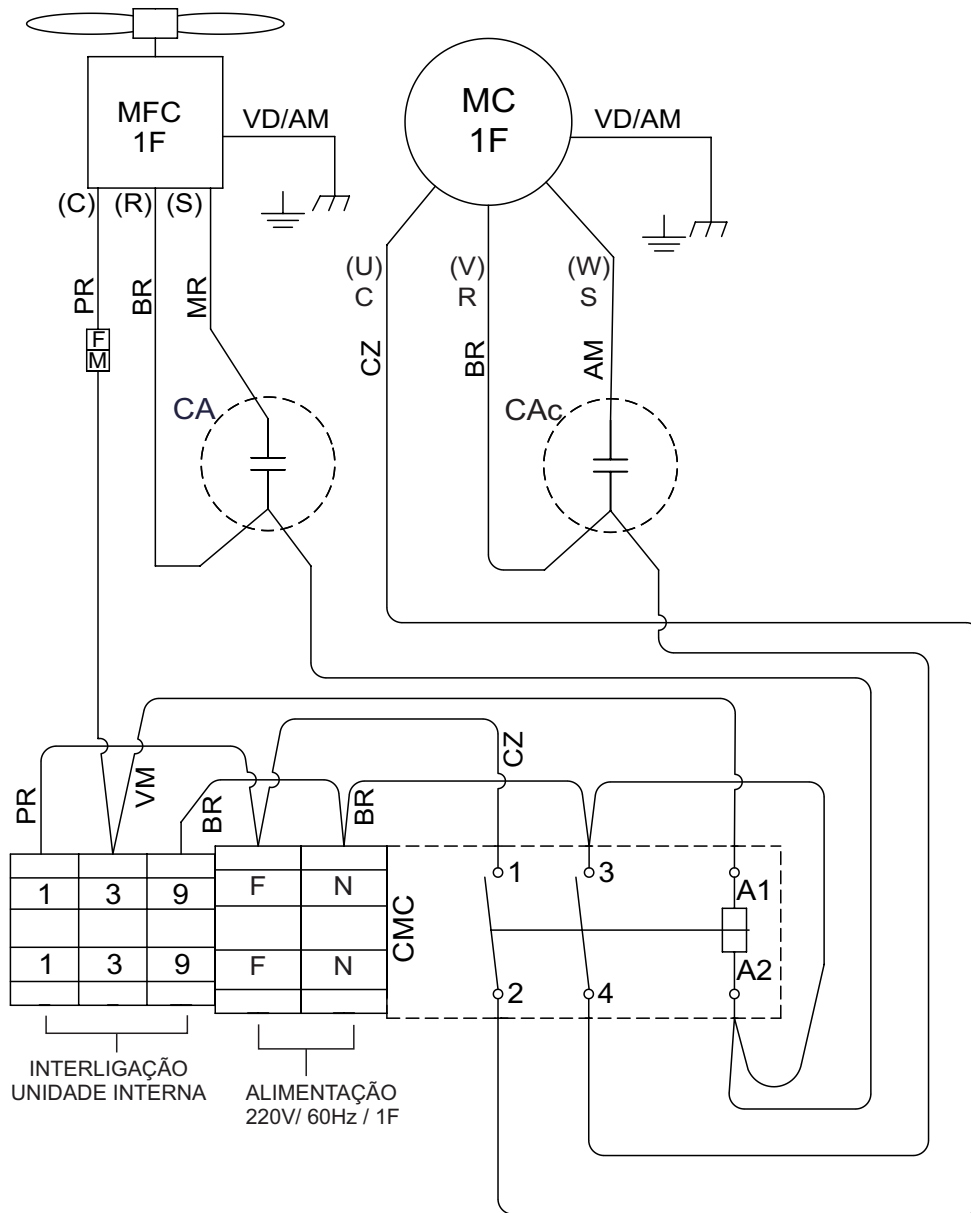 MFC
1F
VD/AM
MC
1F
VD/AM
(C) (R) (S)
PR
BR
MR
F
M
(U)
C
(V)
R
(W)
S
CZ
BR
AM
CA
CAc
PR
VM
BR
BR
CZ
1 3 9 F N
1 3 9 F N
CMC
1
3
A1
2
4
A2
INTERLIGAÇÃO
UNIDADE INTERNA
ALIMENTAÇÃO
220V/ 60Hz / 1F